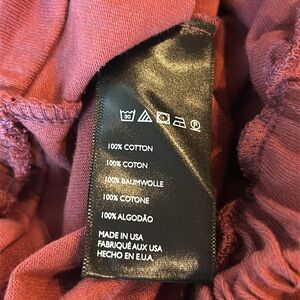 100% COTTON
100% COTON
100% BAUMWOLLE
100% COTONE
100% ALGODÃO
MADE IN USA
FABRIQUÉ AUX USA
HECHO EN E.U.A.